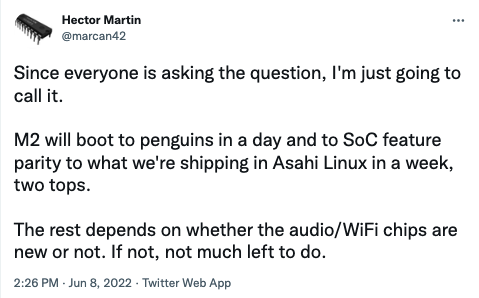 Hector Martin
@marcan42
Since everyone is asking the question, I'm just going to
call it.
M2 will boot to penguins in a day and to SoC feature
parity to what we're shipping in Asahi Linux in a week,
two tops.
The rest depends on whether the audio/WiFi chips are
new or not. If not, not much left to do.
2:26 PM · Jun 8, 2022 · Twitter Web App